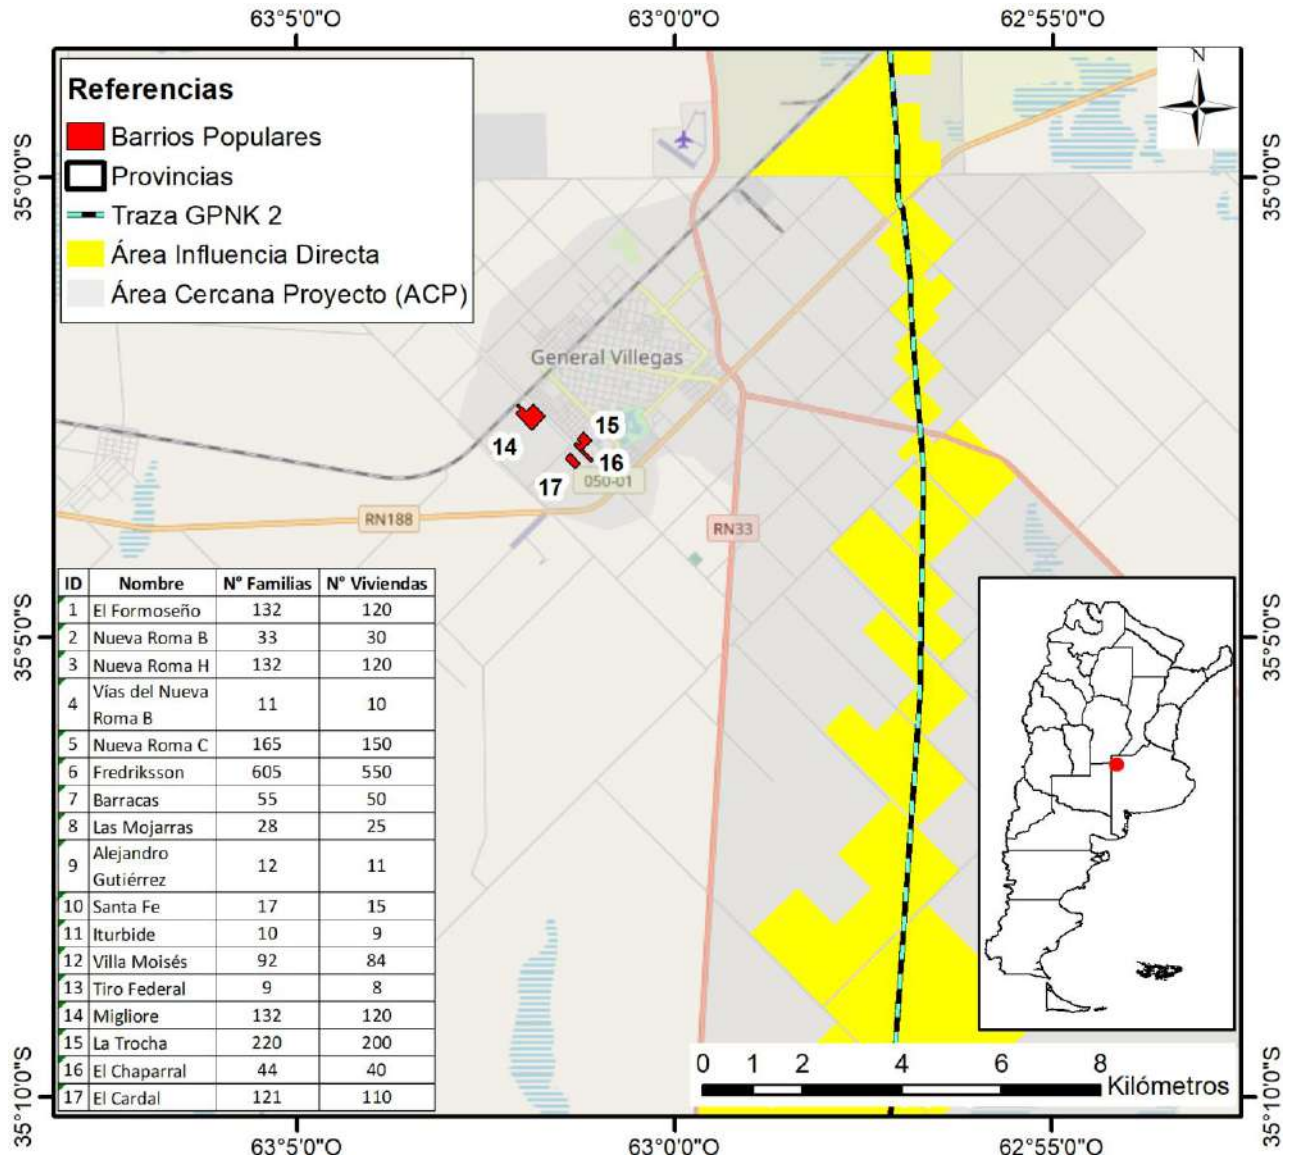 63°5'0"O 63°0'0"O 62°55'0"O
N
Referencias
Barrios Populares
Provincias
Traza GPNK 2
Área Influencia Directa
Área Cercana Proyecto (ACP)
35°0'0"S 35°0'0"S
General Villegas
14
15
16
17
050-01
RN188
RN33
ID Nombre N° Familias N° Viviendas
1 El Formoseño 132 120
2 Nueva Roma B 33 30
3 Nueva Roma H 132 120
4 Vías del Nueva
Roma B 11 10
5 Nueva Roma C 165 150
6 Fredriksson 605 550
7 Barracas 55 50
8 Las Mojarras 28 25
9 Alejandro
Gutiérrez 12 11
10 Santa Fe 17 15
11 Iturbide 10 9
12 Villa Moisés 92 84
13 Tiro Federal 9 8
14 Migliore 132 120
15 La Trocha 220 200
16 El Chaparral 44 40
17 El Cardal 121 110
35°5'0"S 35°5'0"S
0 1 2 4 6 8
Kilómetros
35°10'0"S 35°10'0"S
63°5'0"O 63°0'0"O 62°55'0"O